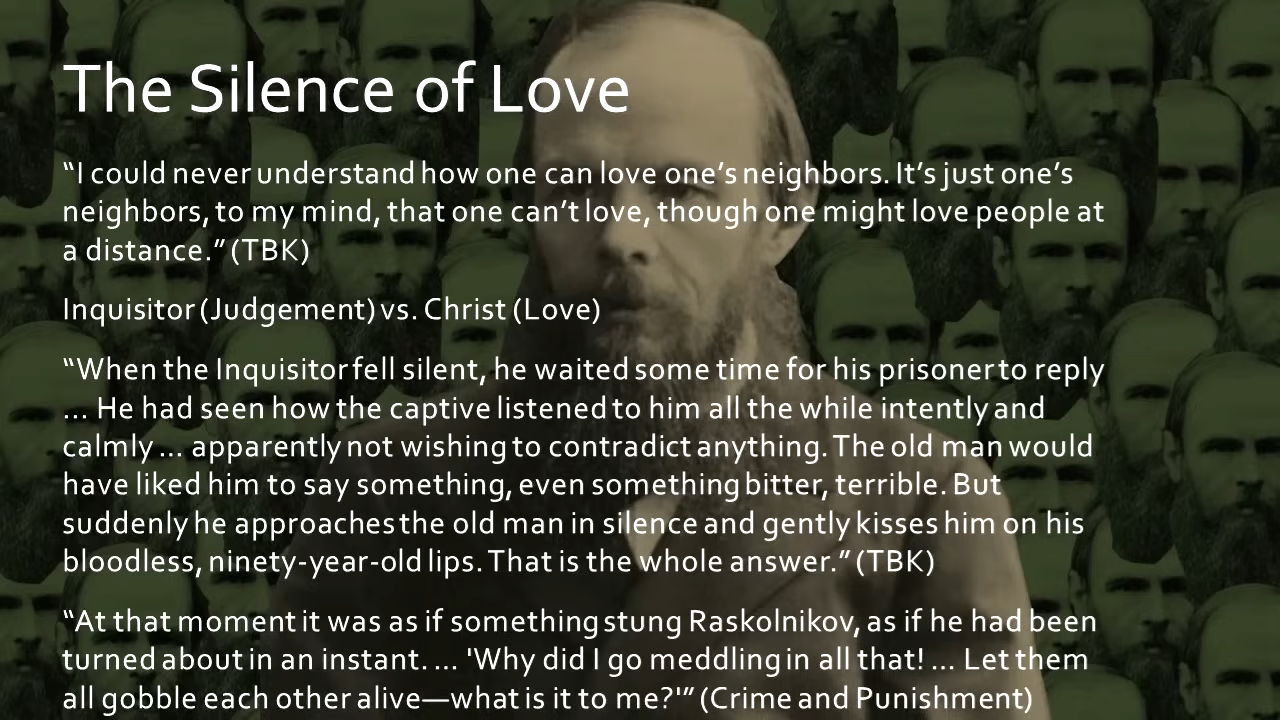 The Silence of Love
“I could never understand how one can love one’s neighbors. It’s just one’s
neighbors, to my mind, that one can’t love, though one might love people at
a distance.” (TBK)
Inquisitor (Judgement) vs. Christ (Love)
“When the Inquisitor fell silent, he waited some time for his prisoner to reply
… He had seen how the captive listened to him all the while intently and
calmly … apparently not wishing to contradict anything. The old man would
have liked him to say something, even something bitter, terrible. But
suddenly he approaches the old man in silence and gently kisses him on his
bloodless, ninety-year-old lips. That is the whole answer.” (TBK)
“At that moment it was as if something stung Raskolnikov, as if he had been
turned about in an instant. … 'Why did I go meddling in all that! … Let them
all gobble each other alive—what is it to me?'” (Crime and Punishment)